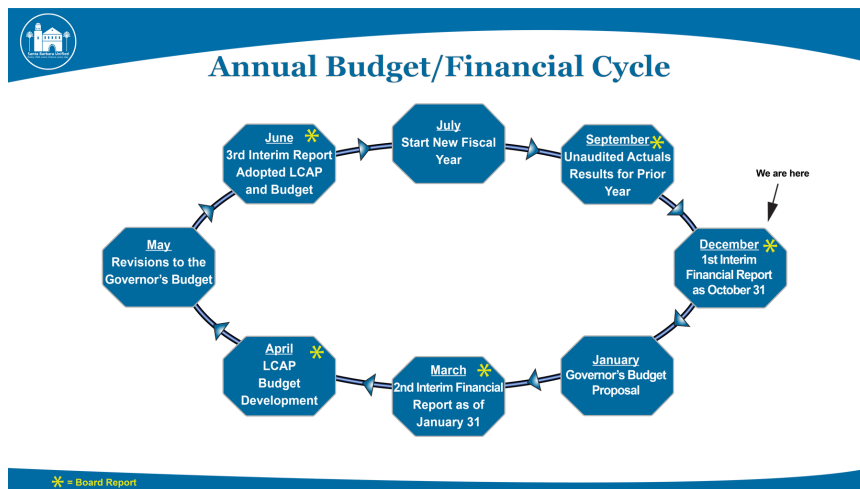 Santa Barbara Unified
Annual Budget/Financial Cycle
July
Start New Fiscal
Year
September
Unaudited Actuals
Results for Prior
Year
We are here
December
1st Interim
Financial Report
as October 31
January
Governor's Budget
Proposal
March
2nd Interim Financial
Report as of
January 31
April
LCAP
Budget
Development
May
Revisions to the
Governor's Budget
June
3rd Interim Report
Adopted LCAP
and Budget
= Board Report